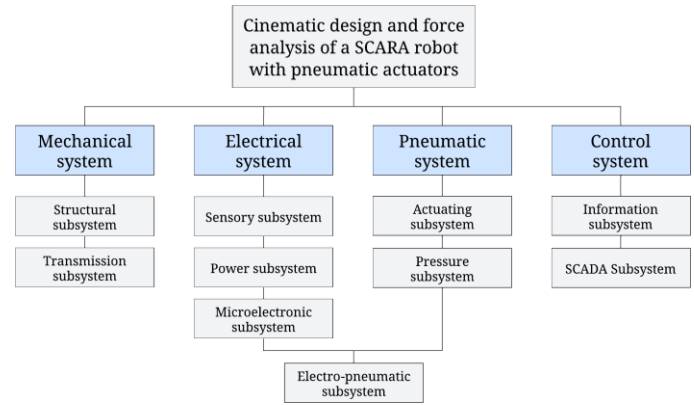 Cinematic design and force
analysis of a SCARA robot
with pneumatic actuators
Mechanical
system
Electrical
system
Pneumatic
system
Control
system
Structural
subsystem
Sensory subsystem
Actuating
subsystem
Information
subsystem
Transmission
subsystem
Power subsystem
Pressure
subsystem
SCADA Subsystem
Microelectronic
subsystem
Electro-pneumatic
subsystem